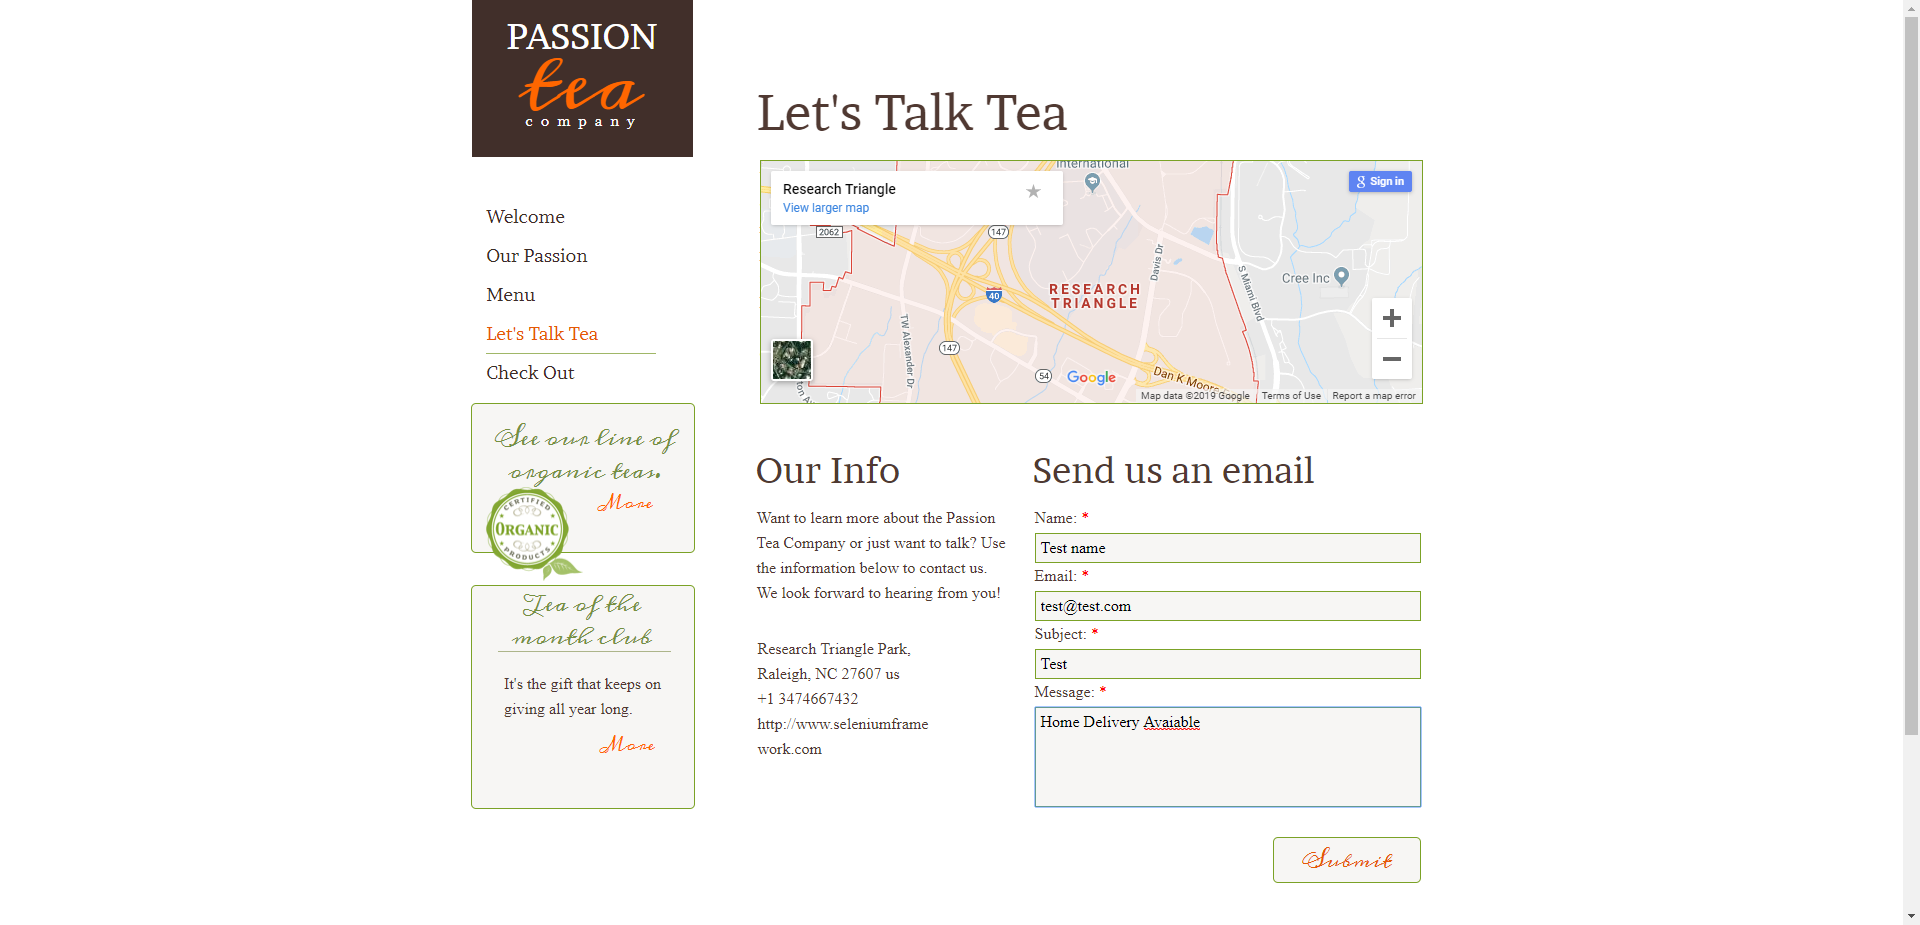 PASSION
tea
company
Welcome
Our Passion
Menu
Let's Talk Tea
Check Out
See our line of
organic teas.
More
CERTIFIED
ORGANIC
PRODUCTS
Tea of the
month club
It's the gift that keeps on
giving all year long.
More
Let's Talk Tea
International
Research Triangle
View larger map
Sign in
2062
147
Davis Dr
S Miami Blvd
Cree Inc
RESEARCH
TRIANGLE
40
TW Alexander Dr
147
54
Google
Dan K Moore
Map data ©2019 Google
Terms of Use
Report a map error
Our Info
Want to learn more about the Passion
Tea Company or just want to talk? Use
the information below to contact us.
We look forward to hearing from you!
Research Triangle Park,
Raleigh, NC 27607 us
+1 3474667432
http://www.seleniumframe
work.com
Send us an email
Name: *
Test name
Email: *
test@test.com
Subject: *
Test
Message: *
Home Delivery Avaiable
Submit